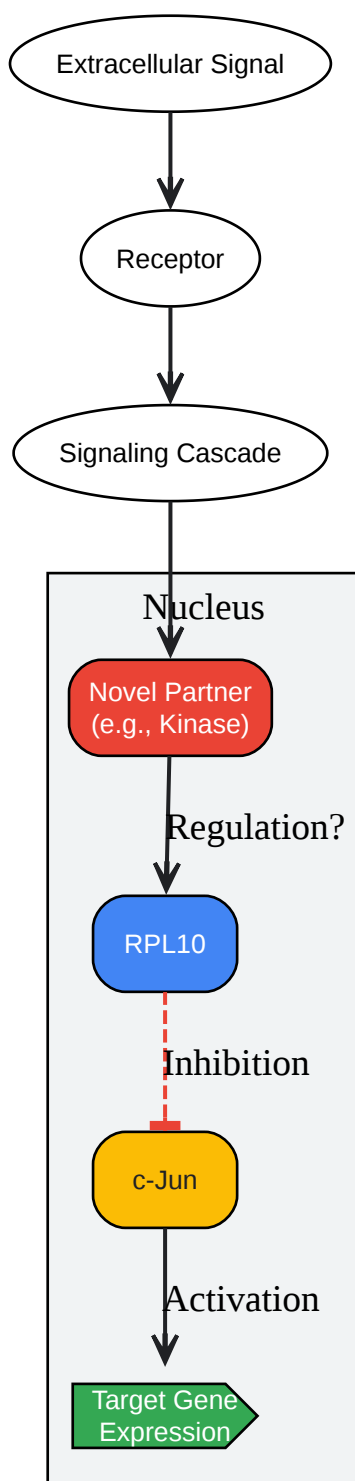 Extracellular Signal
Receptor
Signaling Cascade
Nucleus
Novel Partner
(e.g., Kinase)
Regulation?
RPL10
Inhibition
c-Jun
Activation
Target Gene
Expression